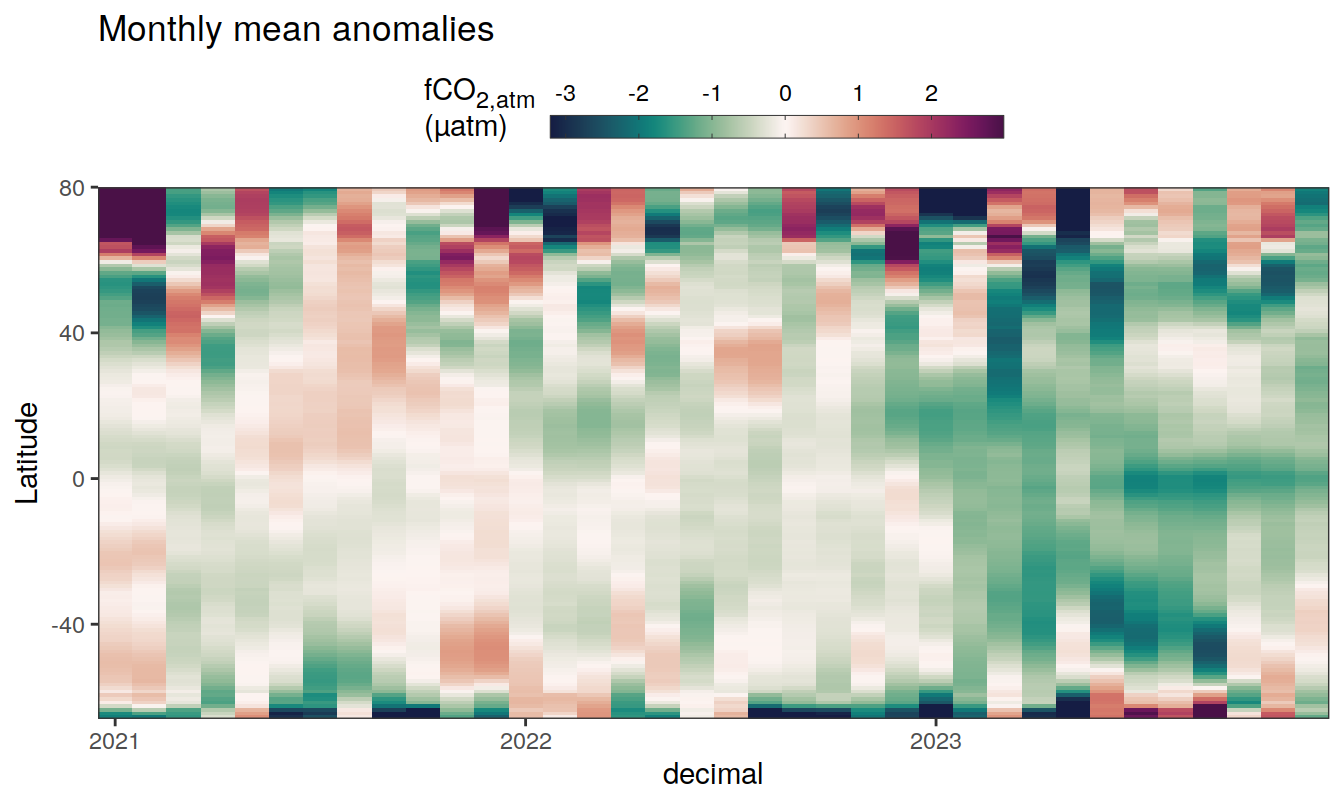 Monthly mean anomalies
fCO2,atm
(µatm)
-3 -2 -1 0 1 2
80
40
0
-40
Latitude
2021 2022 2023
decimal